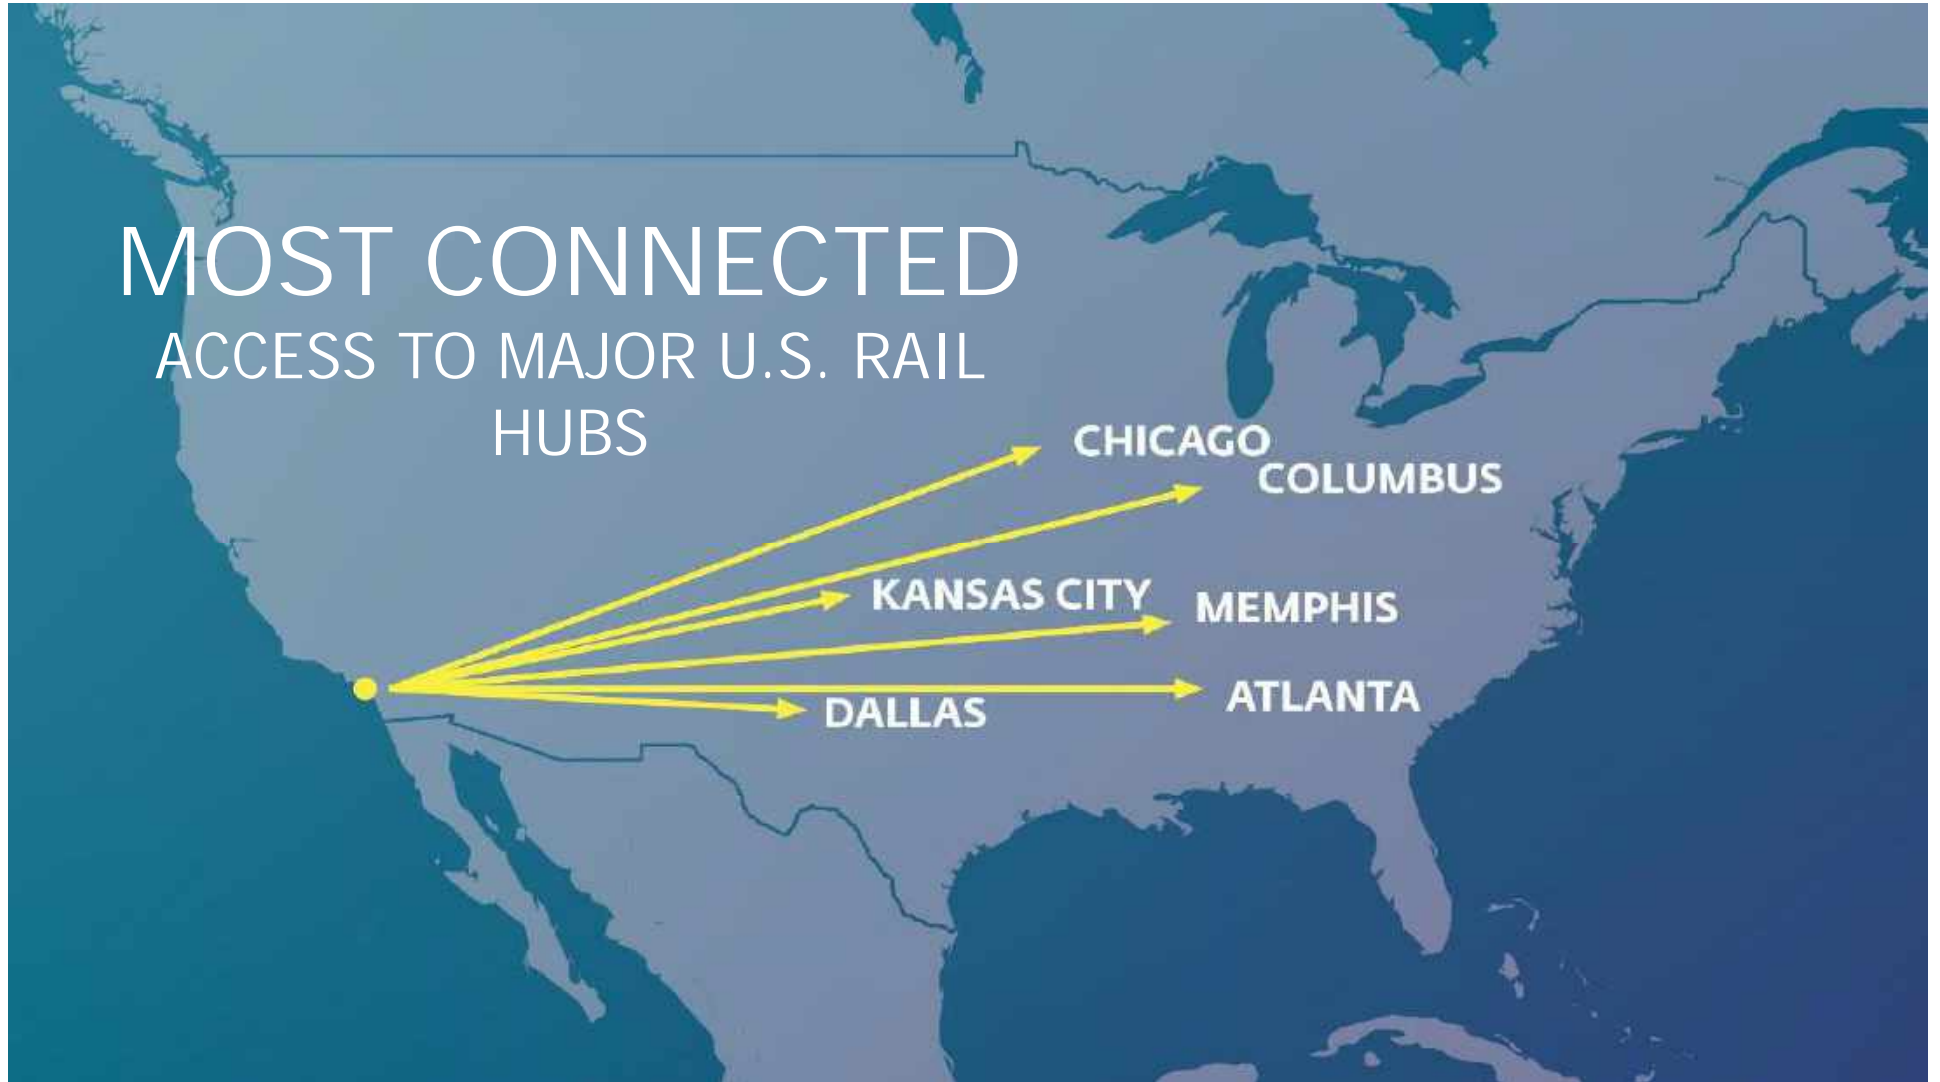 MOST CONNECTED
ACCESS TO MAJOR U.S. RAIL
HUBS
CHICAGO
COLUMBUS
KANSAS CITY
MEMPHIS
ATLANTA
DALLAS